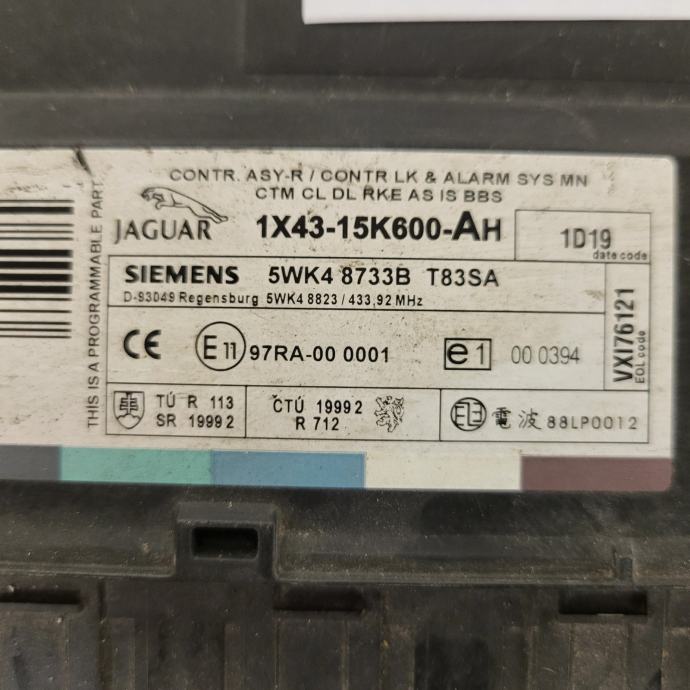 CONTR. ASY-R / CONTR LK & ALARM SYS MN
CTM CL DL RKE AS IS BBS
JAGUAR
1X43-15K600-AH
1D19
date code
SIEMENS 5WK4 8733B T83SA
D-93049 Regensburg 5WK4 8823 / 433,92 MHz
CE
E 11 97RA-00 0001
e1 00 0394
VXI76121
EOL code
THIS IS A PROGRAMMABLE PART
TÚ R 113
SR 1999 2
ČTÚ 1999 2
R 712
電波 88LP0012